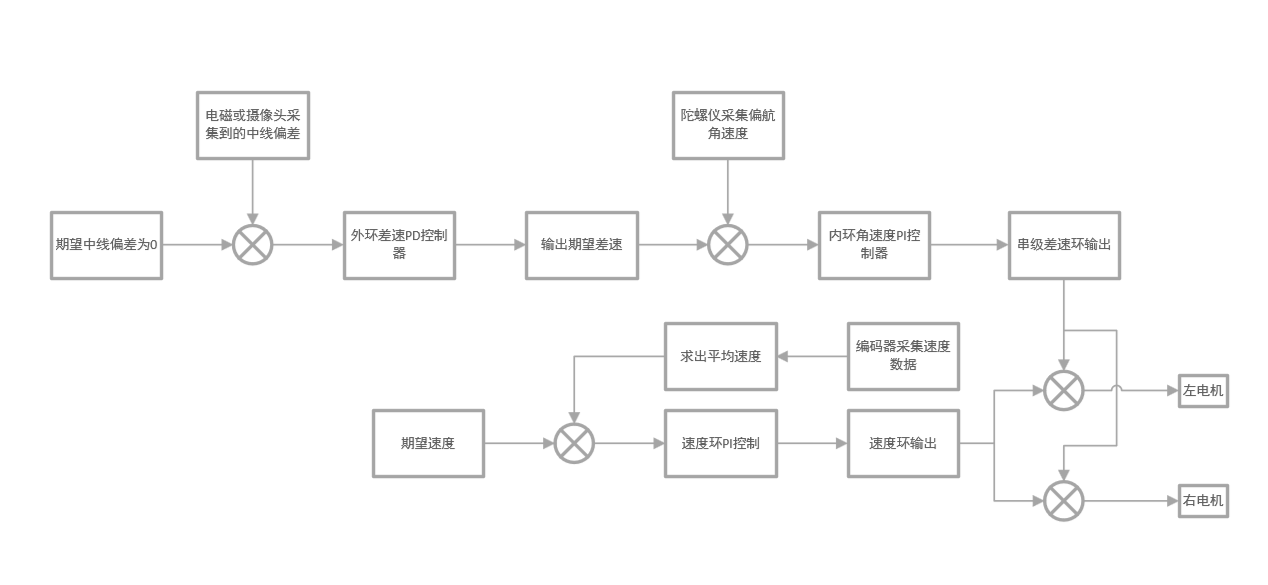 电磁或摄像头采
集到的中线偏差
陀螺仪采集偏航
角速度
期望中线偏差为0
外环差速PD控制
器
输出期望差速
内环角速度PI控
制器
串级差速环输出
求出平均速度
编码器采集速度
数据
左电机
期望速度
速度环PI控制
速度环输出
右电机